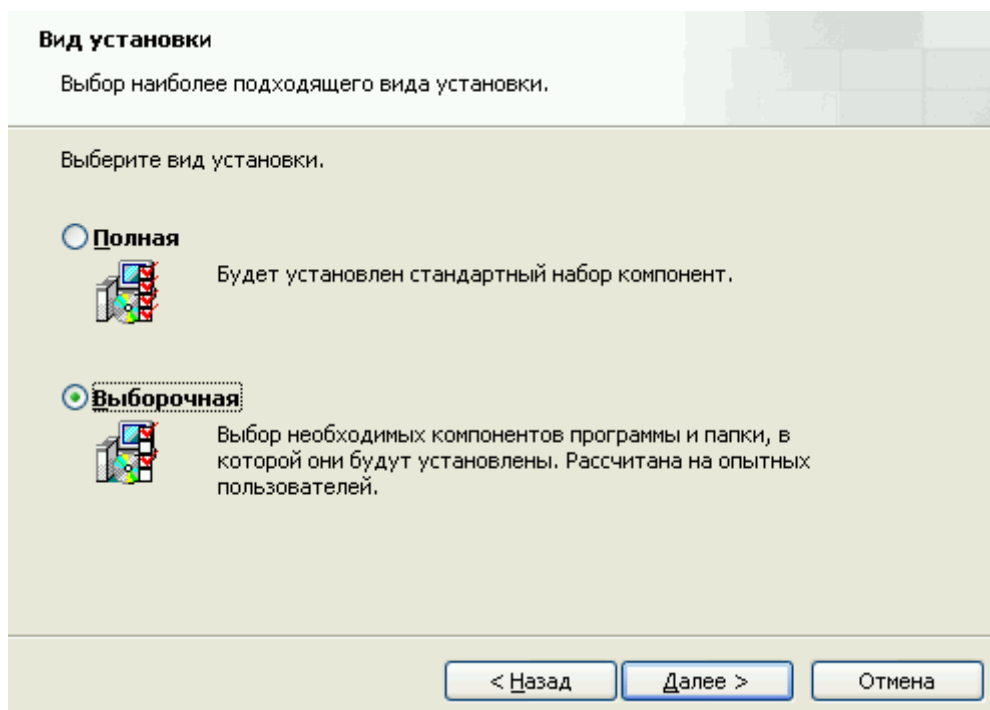 Вид установки
Выбор наиболее подходящего вида установки.
Выберите вид установки.
Полная
Будет установлен стандартный набор компонент.
Выборочная
Выбор необходимых компонентов программы и папки, в
которой они будут установлены. Рассчитана на опытных
пользователей.
< Назад
Далее >
Отмена